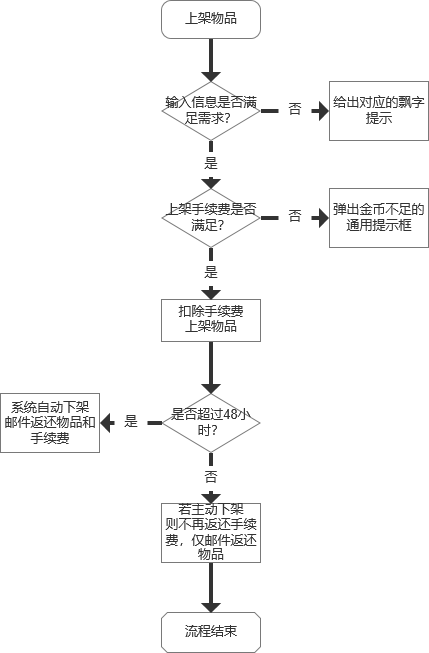 上架物品
输入信息是否满
足需求？
否
给出对应的飘字
提示
是
上架手续费是否
满足？
否
弹出金币不足的
通用提示框
是
扣除手续费
上架物品
是否超过48小
时？
是
系统自动下架
邮件返还物品和
手续费
否
若主动下架
则不再返还手续
费，仅邮件返还
物品
流程结束